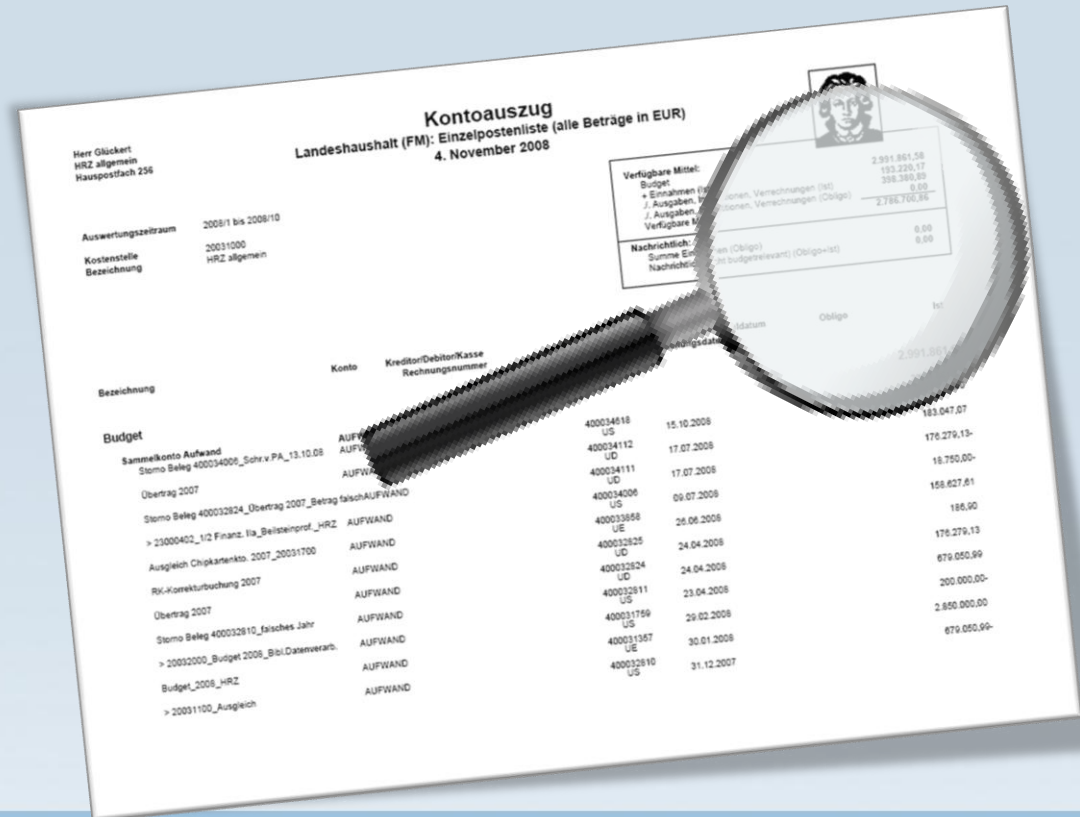 Kontoauszug
Landeshaushalt (FM): Einzelpostenliste (alle Beträge in EUR)
4. November 2008
Herr Glückert
HRZ allgemein
Hauspostfach 256
Auswertungszeitraum 2008/1 bis 2008/10
Kostenstelle 20031000
Bezeichnung HRZ allgemein
Verfügbare Mittel:
Budget 2.991.861,58
+ Einnahmen 193.220,17
./. Ausgaben, Verrechnungen (Ist) 398.380,89
./. Ausgaben, Verrechnungen (Obligo) 0,00
Verfügbare 2.786.700,86
Nachrichtlich:
Summe (Obligo) 0,00
budgetrelevant) (Obligo+Ist) 0,00
Bezeichnung Konto Kreditor/Debitor/Kasse Obligo Ist
Rechnungsnummer
Budget 2.991.861
Sammelkonto Aufwand
Storno Beleg 400034006_Schr.v.PA_13.10.08 400034618 15.10.2008
US
Übertrag 2007 400034112 17.07.2008 183.047,07
UD
Storno Beleg 400032824_Übertrag 2007_Betrag falsch AUFWAND 400034111 17.07.2008 176.279,13-
UD
> 23000402_1/2 Finanz. IIa_Beilsteinprof._HRZ AUFWAND 400034006 09.07.2008 18.750,00-
US
Ausgleich Chipkartenkto. 2007_20031700 AUFWAND 400033858 26.06.2008 158.627,61
UE
RK-Korrekturbuchung 2007 AUFWAND 400032825 24.04.2008 186,90
UD
Übertrag 2007 AUFWAND 400032824 24.04.2008 176.279,13
UD
Storno Beleg 400032810_falsches Jahr AUFWAND 400032811 23.04.2008 679.050,99
US
> 20032000_Budget 2008_Bibl.Datenverarb. AUFWAND 400031759 29.02.2008 200.000,00-
US
Budget_2008_HRZ AUFWAND 400031357 30.01.2008 2.850.000,00
UE
> 20031100_Ausgleich AUFWAND 400032810 31.12.2007 679.050,99-
US